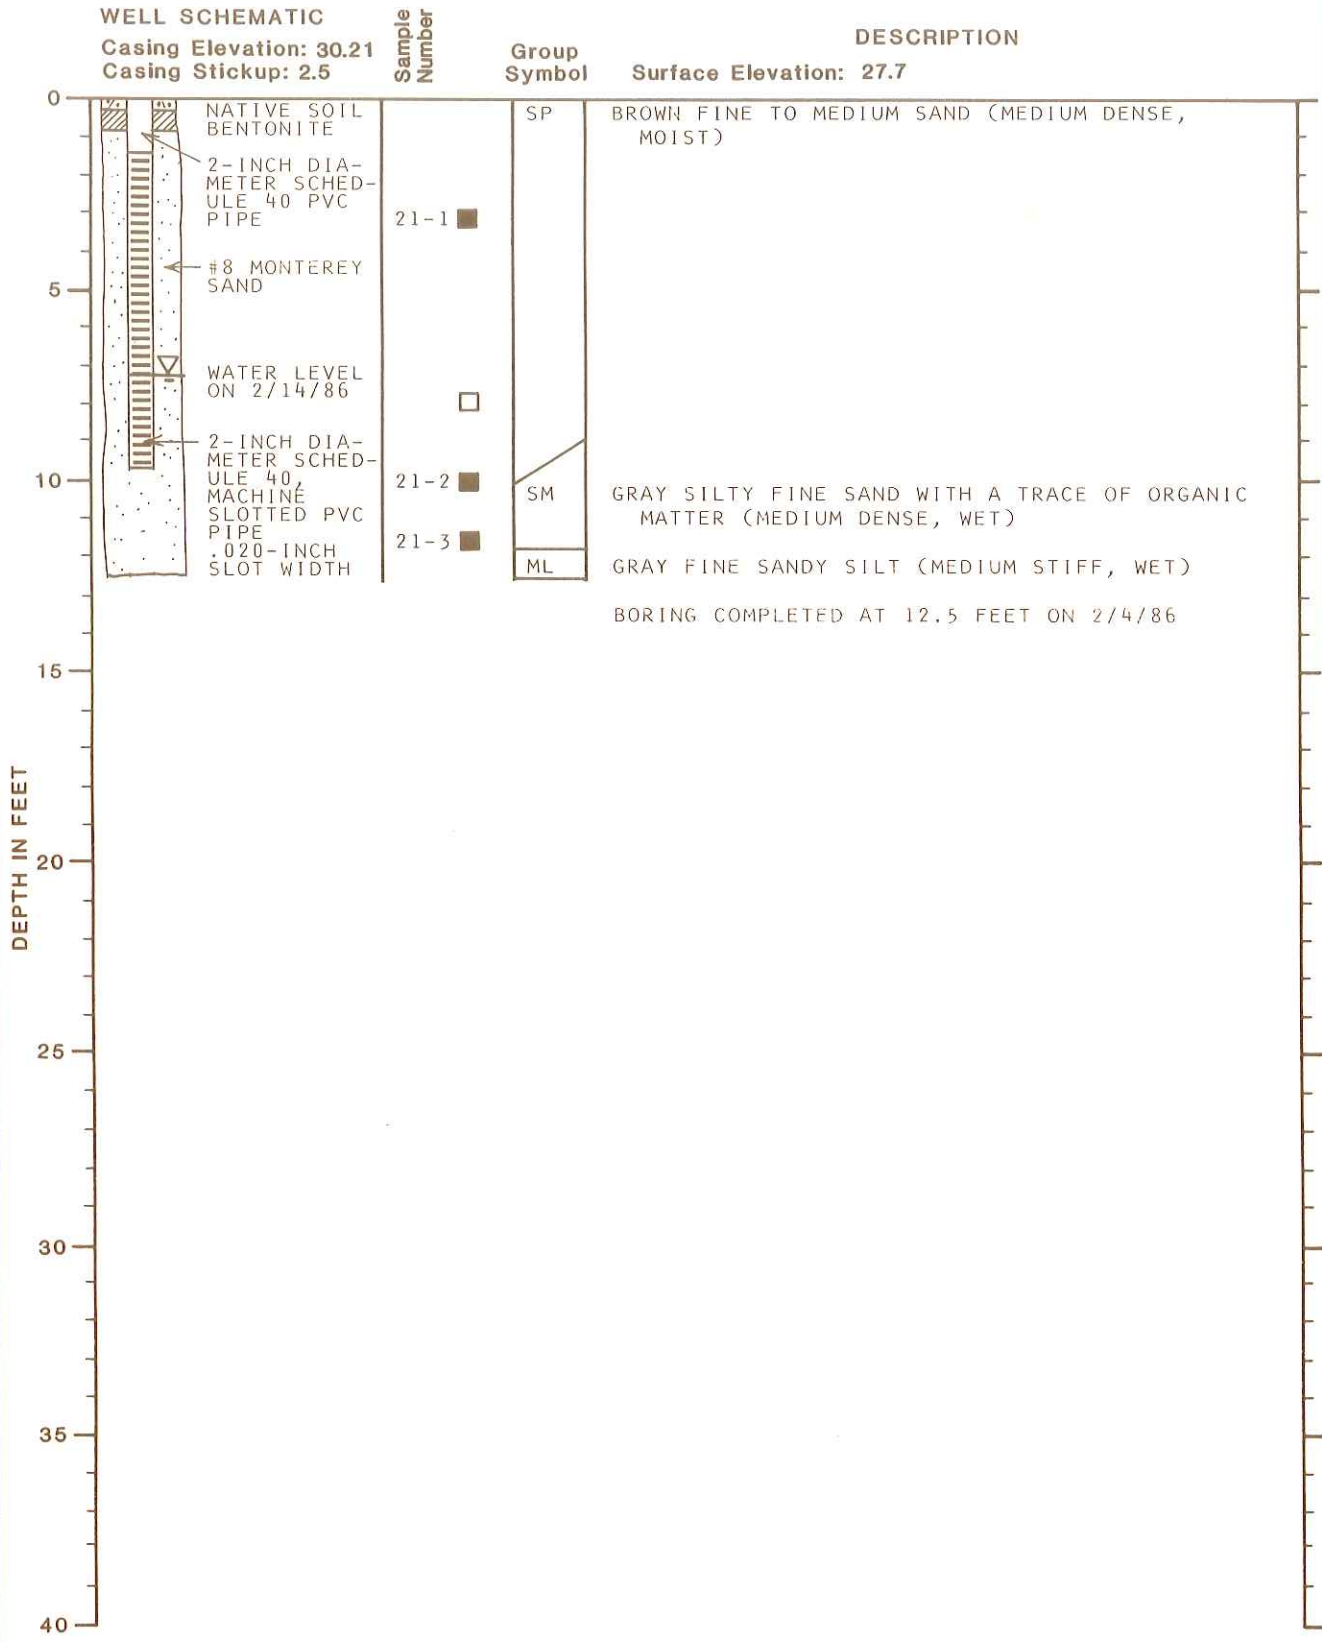 WELL SCHEMATIC
Casing Elevation: 30.21
Casing Stickup: 2.5
Sample
Number
Group
Symbol
DESCRIPTION
Surface Elevation: 27.7
DEPTH IN FEET
0
5
10
15
20
25
30
35
40
NATIVE SOIL
BENTONITE
2-INCH DIA-
METER SCHED-
ULE 40 PVC
PIPE
#8 MONTEREY
SAND
WATER LEVEL
ON 2/14/86
2-INCH DIA-
METER SCHED-
ULE 40,
MACHINE
SLOTTED PVC
PIPE
.020-INCH
SLOT WIDTH
21-1
21-2
21-3
SP
SM
ML
BROWN FINE TO MEDIUM SAND (MEDIUM DENSE,
MOIST)
GRAY SILTY FINE SAND WITH A TRACE OF ORGANIC
MATTER (MEDIUM DENSE, WET)
GRAY FINE SANDY SILT (MEDIUM STIFF, WET)
BORING COMPLETED AT 12.5 FEET ON 2/4/86